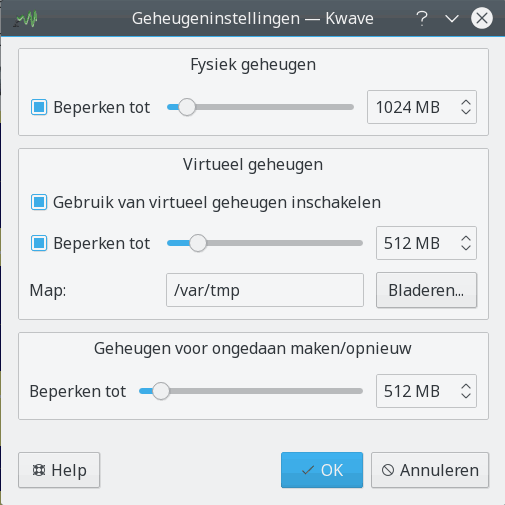 Geheugeninstellingen — Kwave
Fysiek geheugen
Beperken tot 1024 MB
Virtueel geheugen
Gebruik van virtueel geheugen inschakelen
Beperken tot 512 MB
Map: /var/tmp Bladeren...
Geheugen voor ongedaan maken/opnieuw
Beperken tot 512 MB
Help OK Annuleren